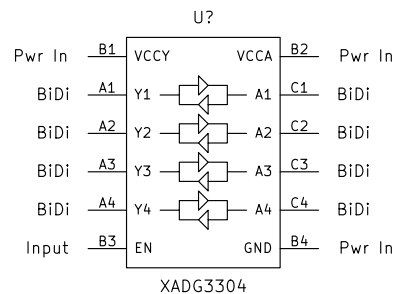 U?
Pwr In B1 VCCY VCCA B2 Pwr In
BiDi A1 Y1 A1 C1 BiDi
BiDi A2 Y2 A2 C2 BiDi
BiDi A3 Y3 A3 C3 BiDi
BiDi A4 Y4 A4 C4 BiDi
Input B3 EN GND B4 Pwr In
XADG3304